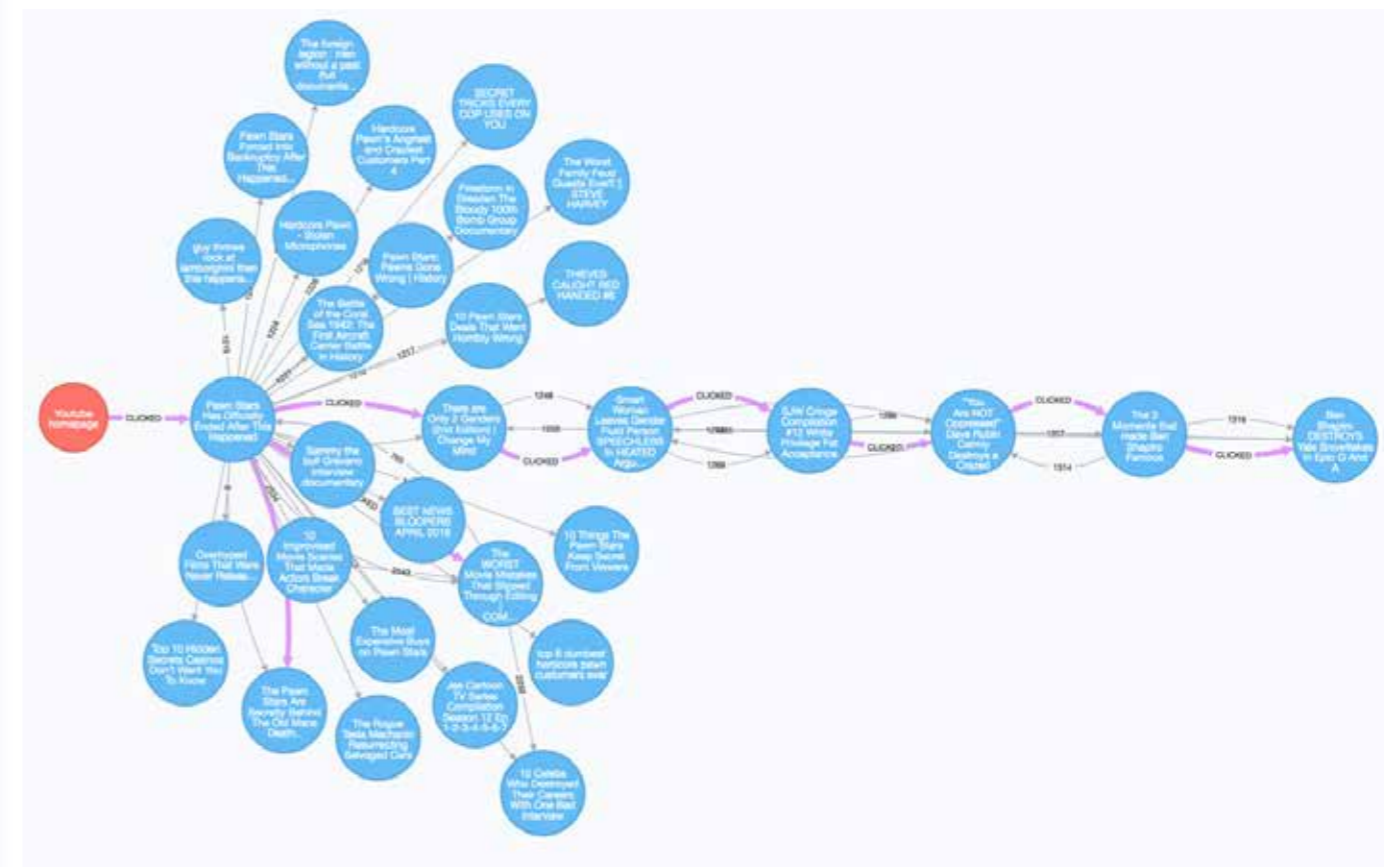 The foreign
legion : men
without a past
(full
documente...
SECRET
TRICKS EVERY
COP USES ON
YOU
Pawn Stars
Forced Into
Bankruptcy After
This
Happened...
Hardcore
Pawn's Angriest
and Craziest
Customers Part
4
The Worst
Family Feud
Guests Ever!! |
STEVE
HARVEY
Firestorm In
Dresden The
Bloody 100th
Bomb Group
Documentary
Hardcore Pawn
- Stolen
Microphones
guy throws
rock at
lamborghini then
this happens...
Pawn Stars:
Pawns Gone
Wrong | History
THIEVES
CAUGHT RED
HANDED #6
The Battle
of the Coral
Sea 1942: The
First Aircraft
Carrier Battle
in History
10 Pawn Stars
Deals That Went
Horribly Wrong
1217
Youtube
homepage
CLICKED
Pawn Stars
Has Officially
Ended After This
Happened
CLICKED
There are
Only 2 Genders
(2nd Edition) |
Change My
Mind
1248
CLICKED
Smart
Woman
Leaves Gender
Fluid Person
SPEECHLESS
In HEATED
Argu...
CLICKED
SJW Cringe
Compilation
#12 White
Privilege Fat
Acceptance
CLICKED
"You
Are NOT
Oppressed!"
Dave Rubin
Calmly
Destroys a
Crazed
CLICKED
1317
1314
The 3
Moments that
made Ben
Shapiro
Famous
1316
CLICKED
Ben
Shapiro
DESTROYS
Yale Snowflakes
In Epic Q And
A
Sammy the
bull Gravano
Interview
documentary
BEST NEWS
BLOOPERS
APRIL 2018
10 Things The
Pawn Stars
Keep Secret
From Viewers
Overhyped
Films That Were
Never Releas...
10
Improvised
Movie Scenes
That Made
Actors Break
Character
2043
The
WORST
Movie Mistakes
That Slipped
Through Editing
|
COM...
The Most
Expensive Buys
on Pawn Stars
Top 10 Hidden
Secrets Casinos
Don't Want You
To Know
top 6 dumbest
hardcore pawn
customers ever
The Pawn
Stars Are
Secretly Behind
The Old Mans
Death...
The Rogue
Tesla Mechanic
Resurrecting
Salvaged Cars
Cartoon
TV Series
Compilation
Season 12 Ep
1-2-3-4-5-6-7
10 Celebs
Who Destroyed
Their Careers
With One Bad
Interview